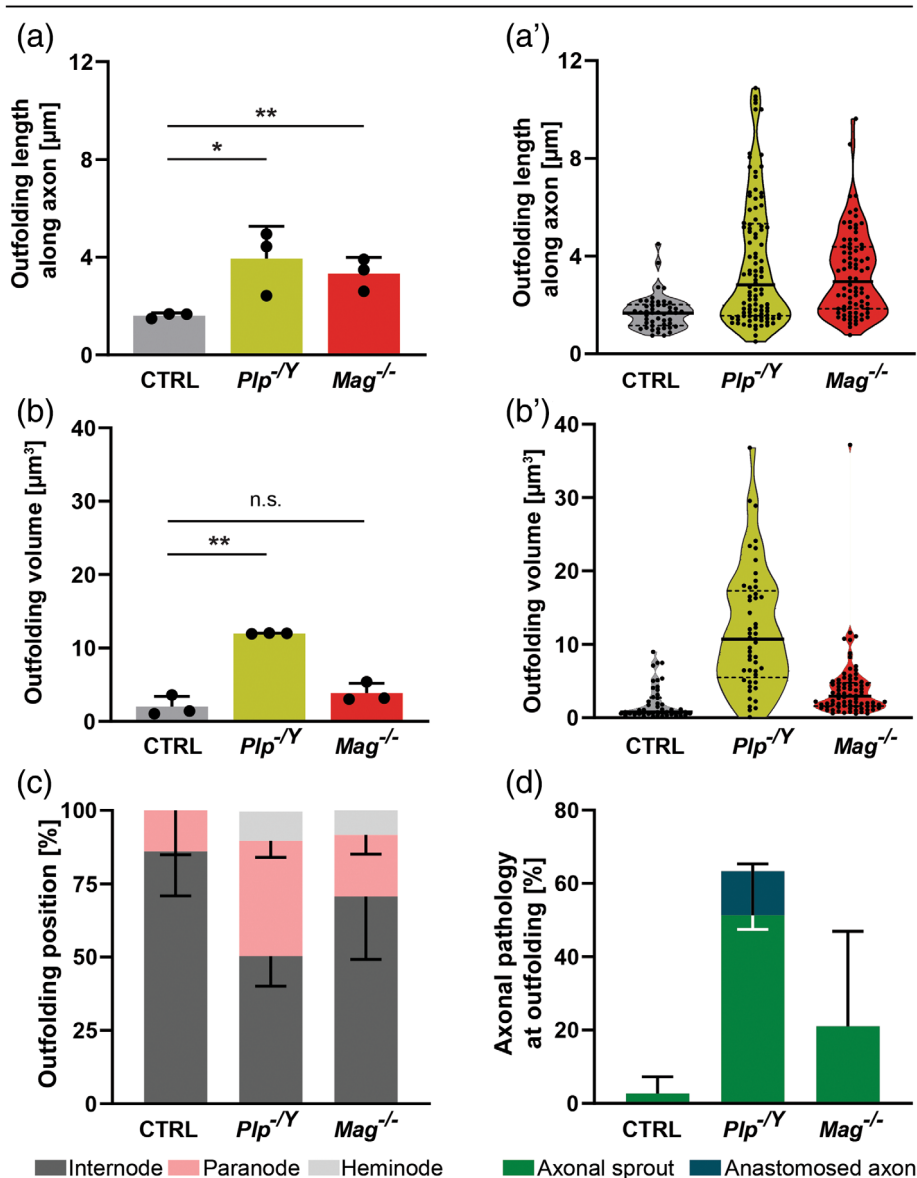 (a)
Outfolding length
along axon [µm]
12
8
4
0
**
*
CTRL Plp-/Y Mag-/-
(a')
Outfolding length
along axon [µm]
12
8
4
0
CTRL Plp-/Y Mag-/-
(b)
Outfolding volume [µm³]
40
30
20
10
0
n.s.
**
CTRL Plp-/Y Mag-/-
(b')
Outfolding volume [µm³]
40
30
20
10
0
CTRL Plp-/Y Mag-/-
(c)
Outfolding position [%]
100
75
50
25
0
CTRL Plp-/Y Mag-/-
Internode Paranode Heminode
(d)
Axonal pathology
at outfolding [%]
80
60
40
20
0
CTRL Plp-/Y Mag-/-
Axonal sprout Anastomosed axon